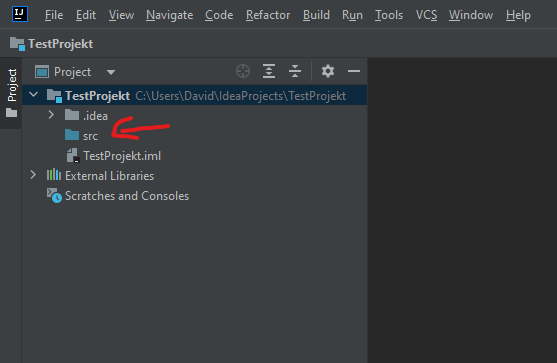 IJ File Edit View Navigate Code Refactor Build Run Tools VCS Window Help
TestProjekt
Project
Project
TestProjekt C:\Users\David\IdeaProjects\TestProjekt
.idea
src
TestProjekt.iml
External Libraries
Scratches and Consoles